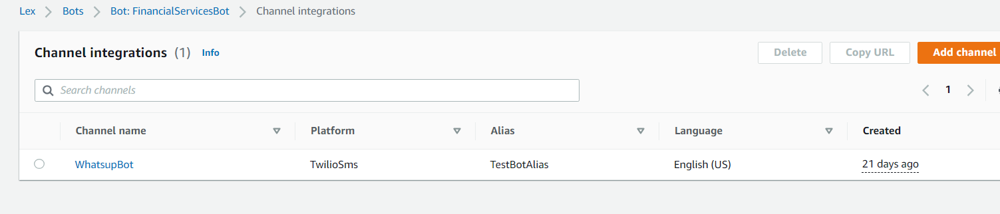 Lex Bots Bot: FinancialServicesBot Channel integrations
Channel integrations (1) Info Delete Copy URL Add channel
Search channels 1
Channel name Platform Alias Language Created
WhatsupBot TwilioSms TestBotAlias English (US) 21 days ago